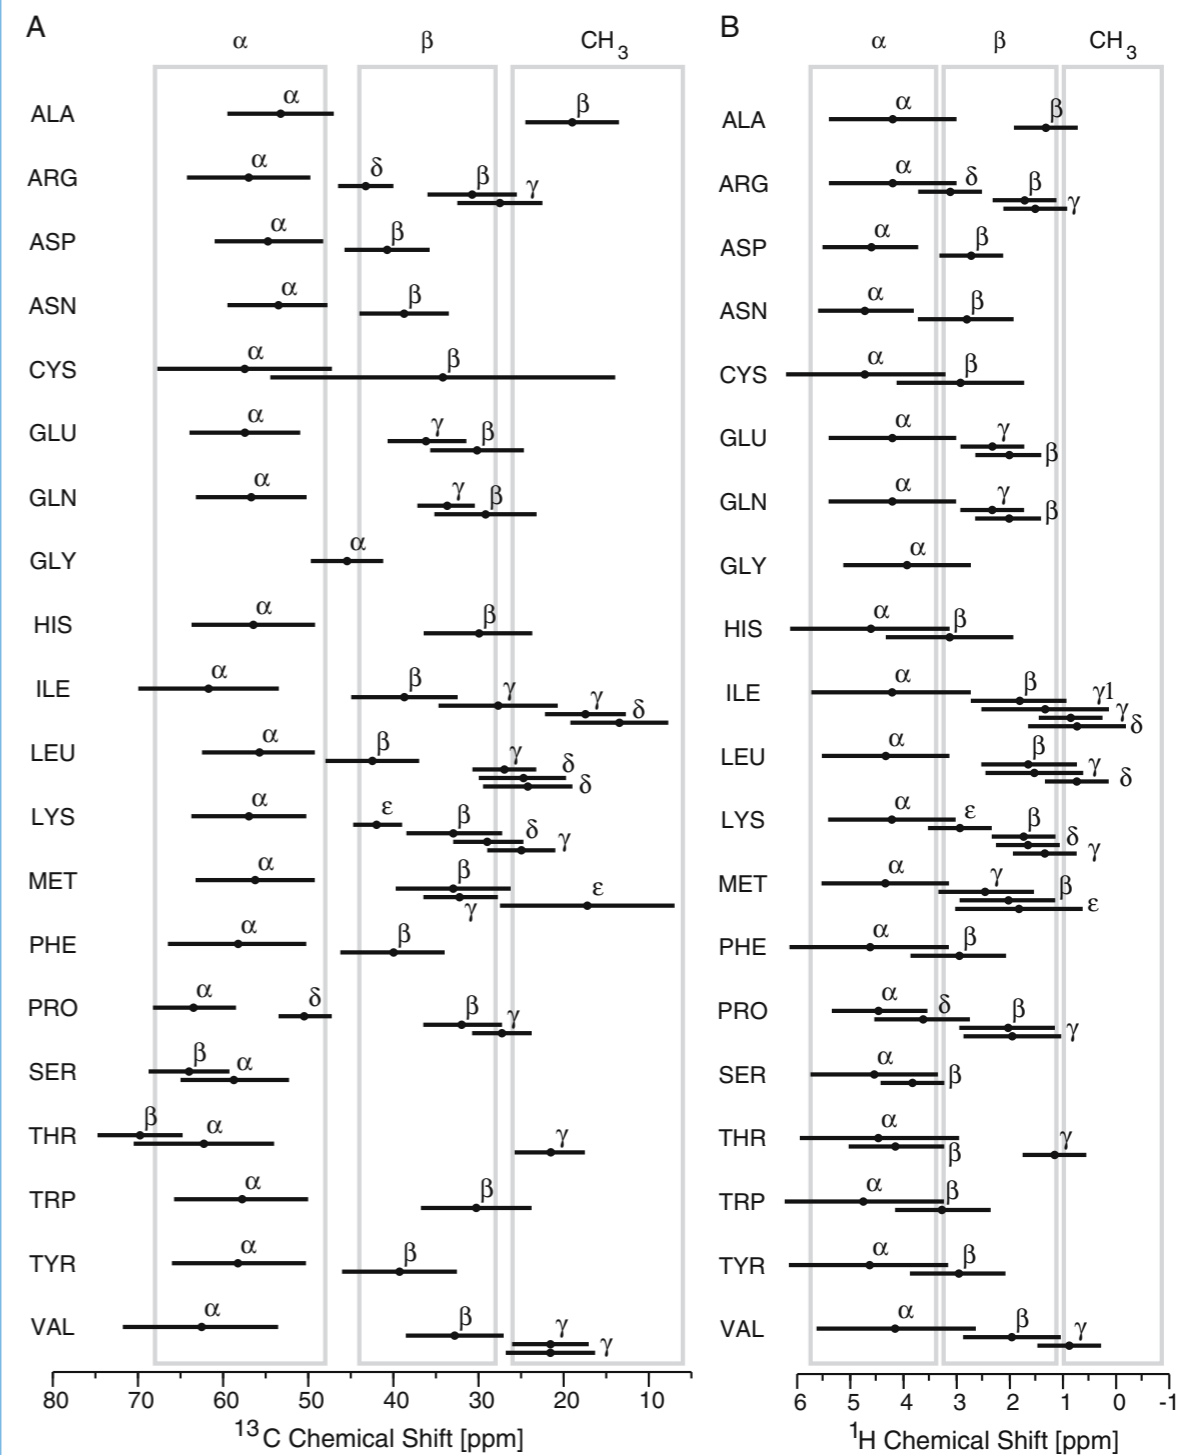 A
α β CH3
ALA α β
ARG α δ β γ
ASP α β
ASN α β
CYS α β
GLU α γ β
GLN α γ β
GLY α
HIS α β
ILE α β γ γ δ
LEU α β γ δ δ
LYS α ε β δ γ
MET α β γ ε
PHE α β
PRO α δ β γ
SER β α
THR β α γ
TRP α β
TYR α β
VAL α β γ γ
80 70 60 50 40 30 20 10
13C Chemical Shift [ppm]
B
α β CH3
ALA α β
ARG α δ β γ
ASP α β
ASN α β
CYS α β
GLU α γ β
GLN α γ β
GLY α
HIS α β
ILE α β γ1 γ δ
LEU α β γ δ
LYS α ε β δ γ
MET α γ β ε
PHE α β
PRO α δ β γ
SER α β
THR α β γ
TRP α β
TYR α β
VAL α β γ
6 5 4 3 2 1 0 -1
1H Chemical Shift [ppm]